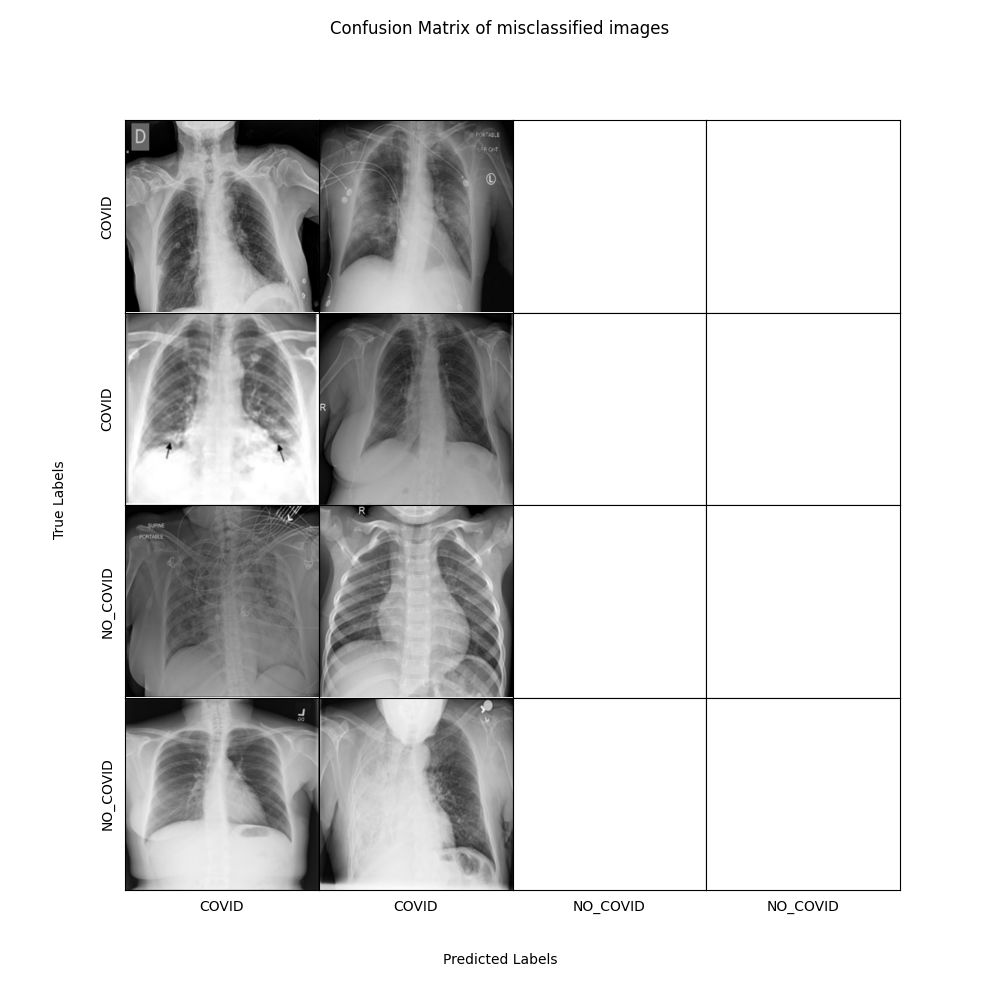 Confusion Matrix of misclassified images
D
PORTABLE
UPRIGHT
L
COVID
COVID
R
True Labels
SUPINE
PORTABLE
R
NO_COVID
L
NO_COVID
COVID
COVID
NO_COVID
NO_COVID
Predicted Labels